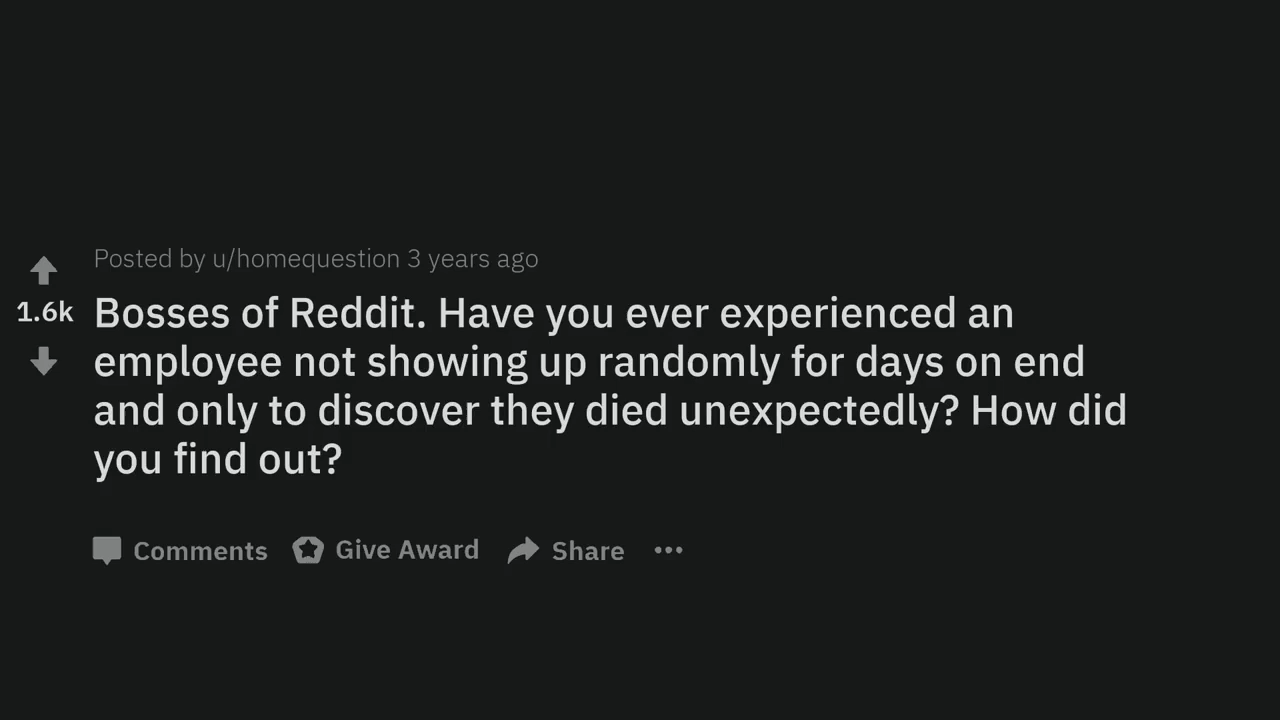 Posted by u/homequestion 3 years ago
1.6k
Bosses of Reddit. Have you ever experienced an
employee not showing up randomly for days on end
and only to discover they died unexpectedly? How did
you find out?
Comments Give Award Share